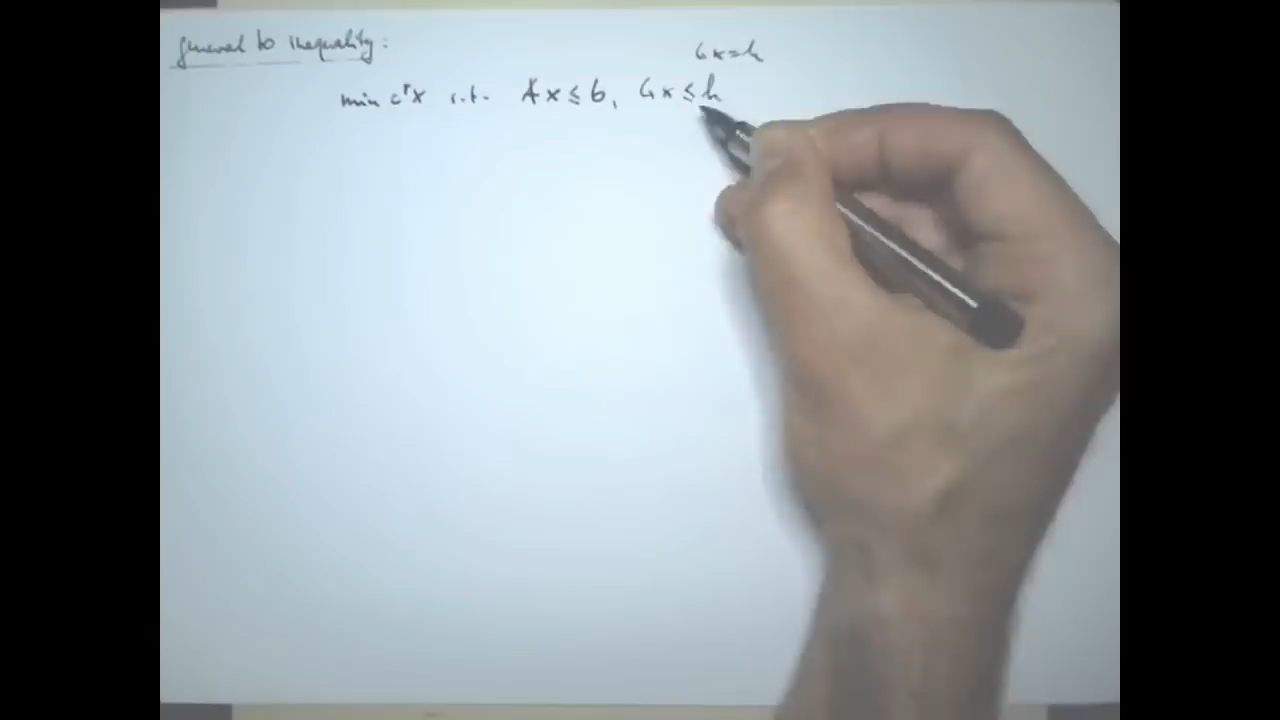 general to inequality:
Gx=h
min cᵀx s.t. Ax≤b, Gx≤h